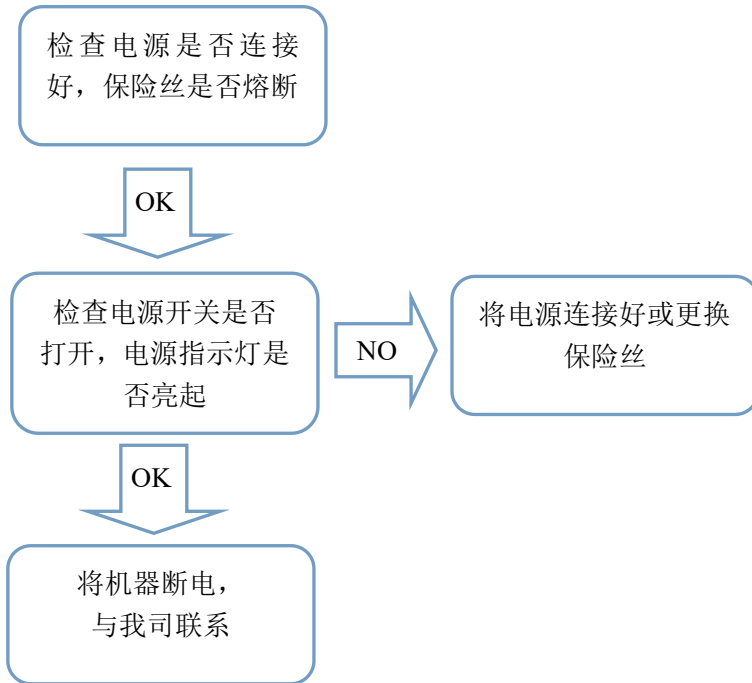 检查电源是否连接
好，保险丝是否熔断
OK
检查电源开关是否
打开，电源指示灯是
否亮起
NO
将电源连接好或更换
保险丝
OK
将机器断电，
与我司联系